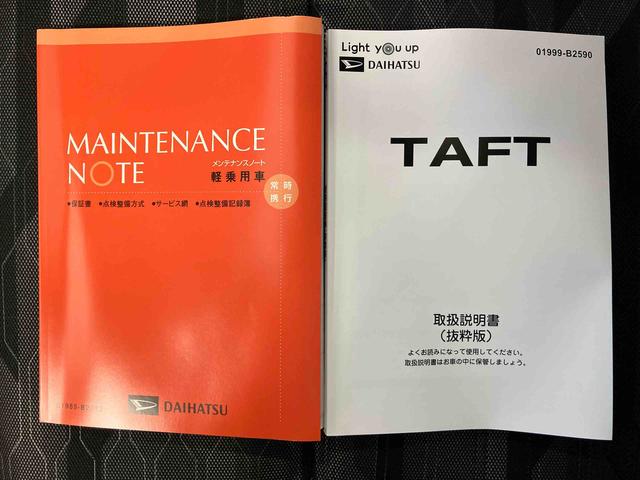 MAINTENANCE
NOTE
メンテナンスノート
軽乗用車
常時
携行
●保証書 ●点検整備方式 ●サービス網 ●点検整備記録簿
DAIHATSU
Light you up
DAIHATSU
01999-B2590
TAFT
取扱説明書
（抜粋版）
よくお読みになって使用してください。
取扱説明書はお車の中に保管しましょう。